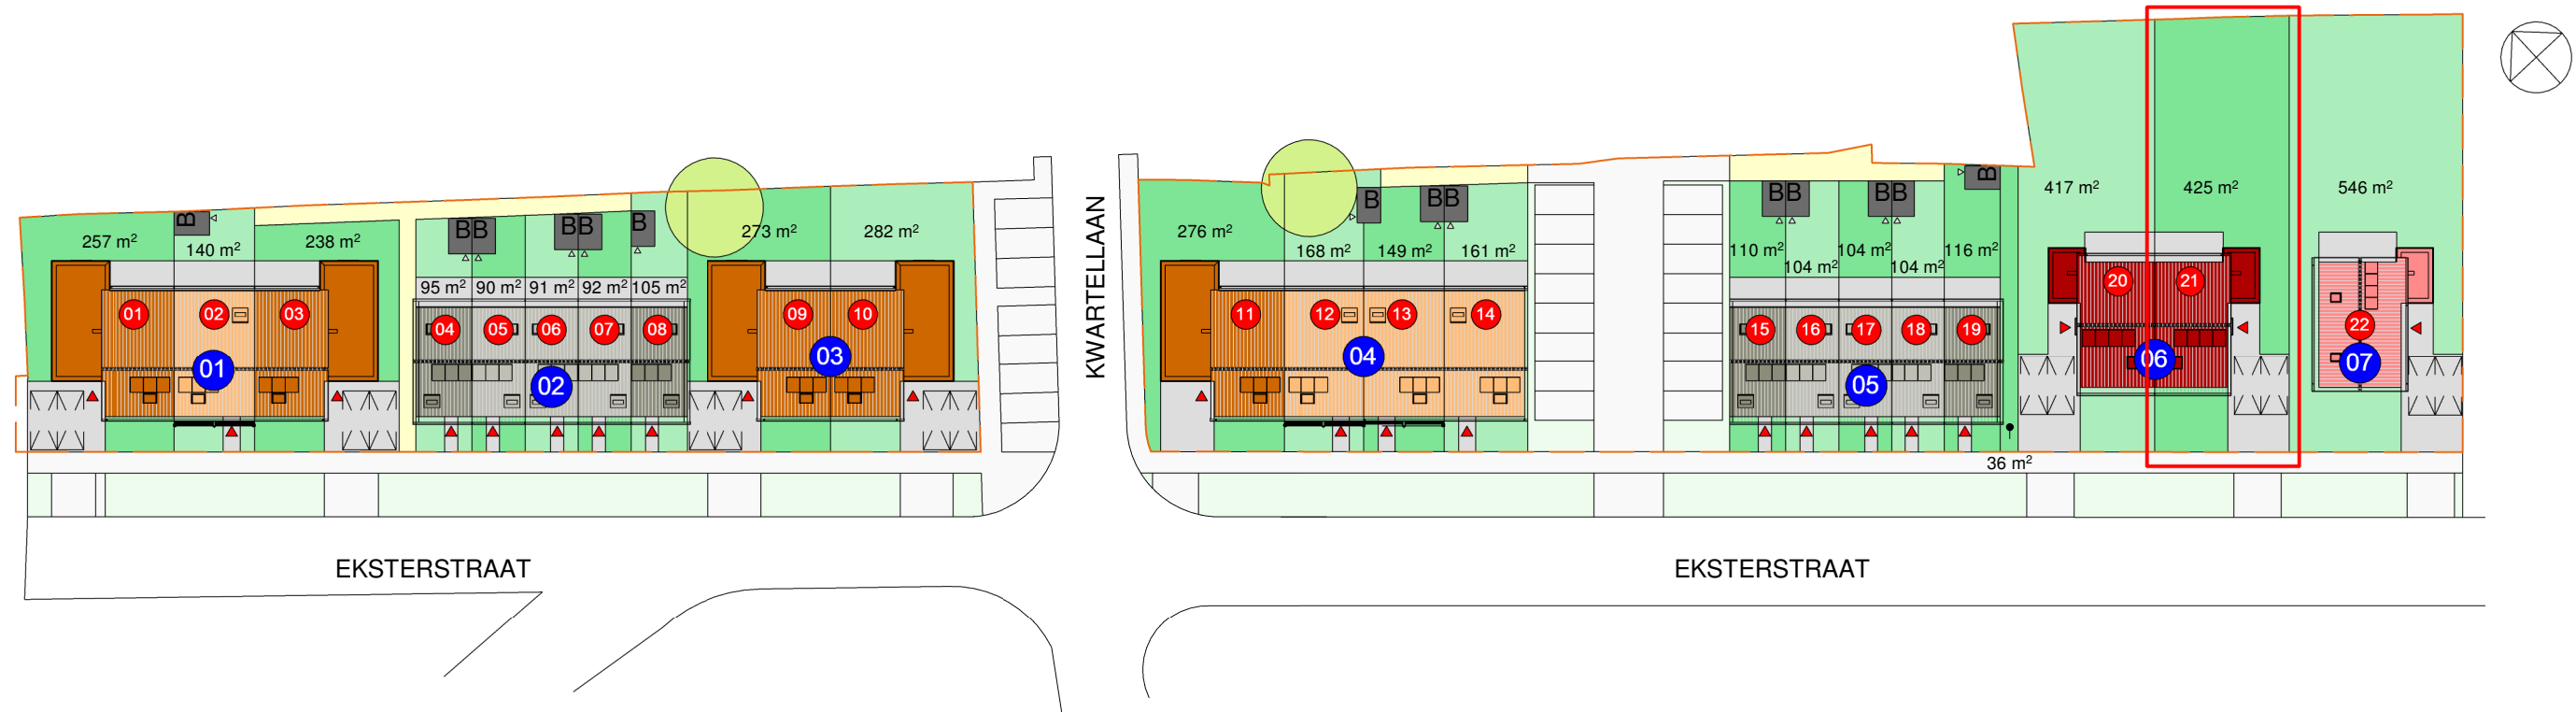 417 m²
425 m²
546 m²
257 m²
140 m²
238 m²
B
273 m²
282 m²
BB
BB
B
276 m²
168 m²
149 m²
161 m²
B
BB
110 m²
104 m²
104 m²
104 m²
116 m²
BB
BB
B
95 m²
90 m²
91 m²
92 m²
105 m²
01
02
03
04
05
06
07
08
09
10
11
12
13
14
15
16
17
18
19
20
21
22
01
02
03
04
05
06
07
36 m²
KWARTELLAAN
EKSTERSTRAAT
EKSTERSTRAAT